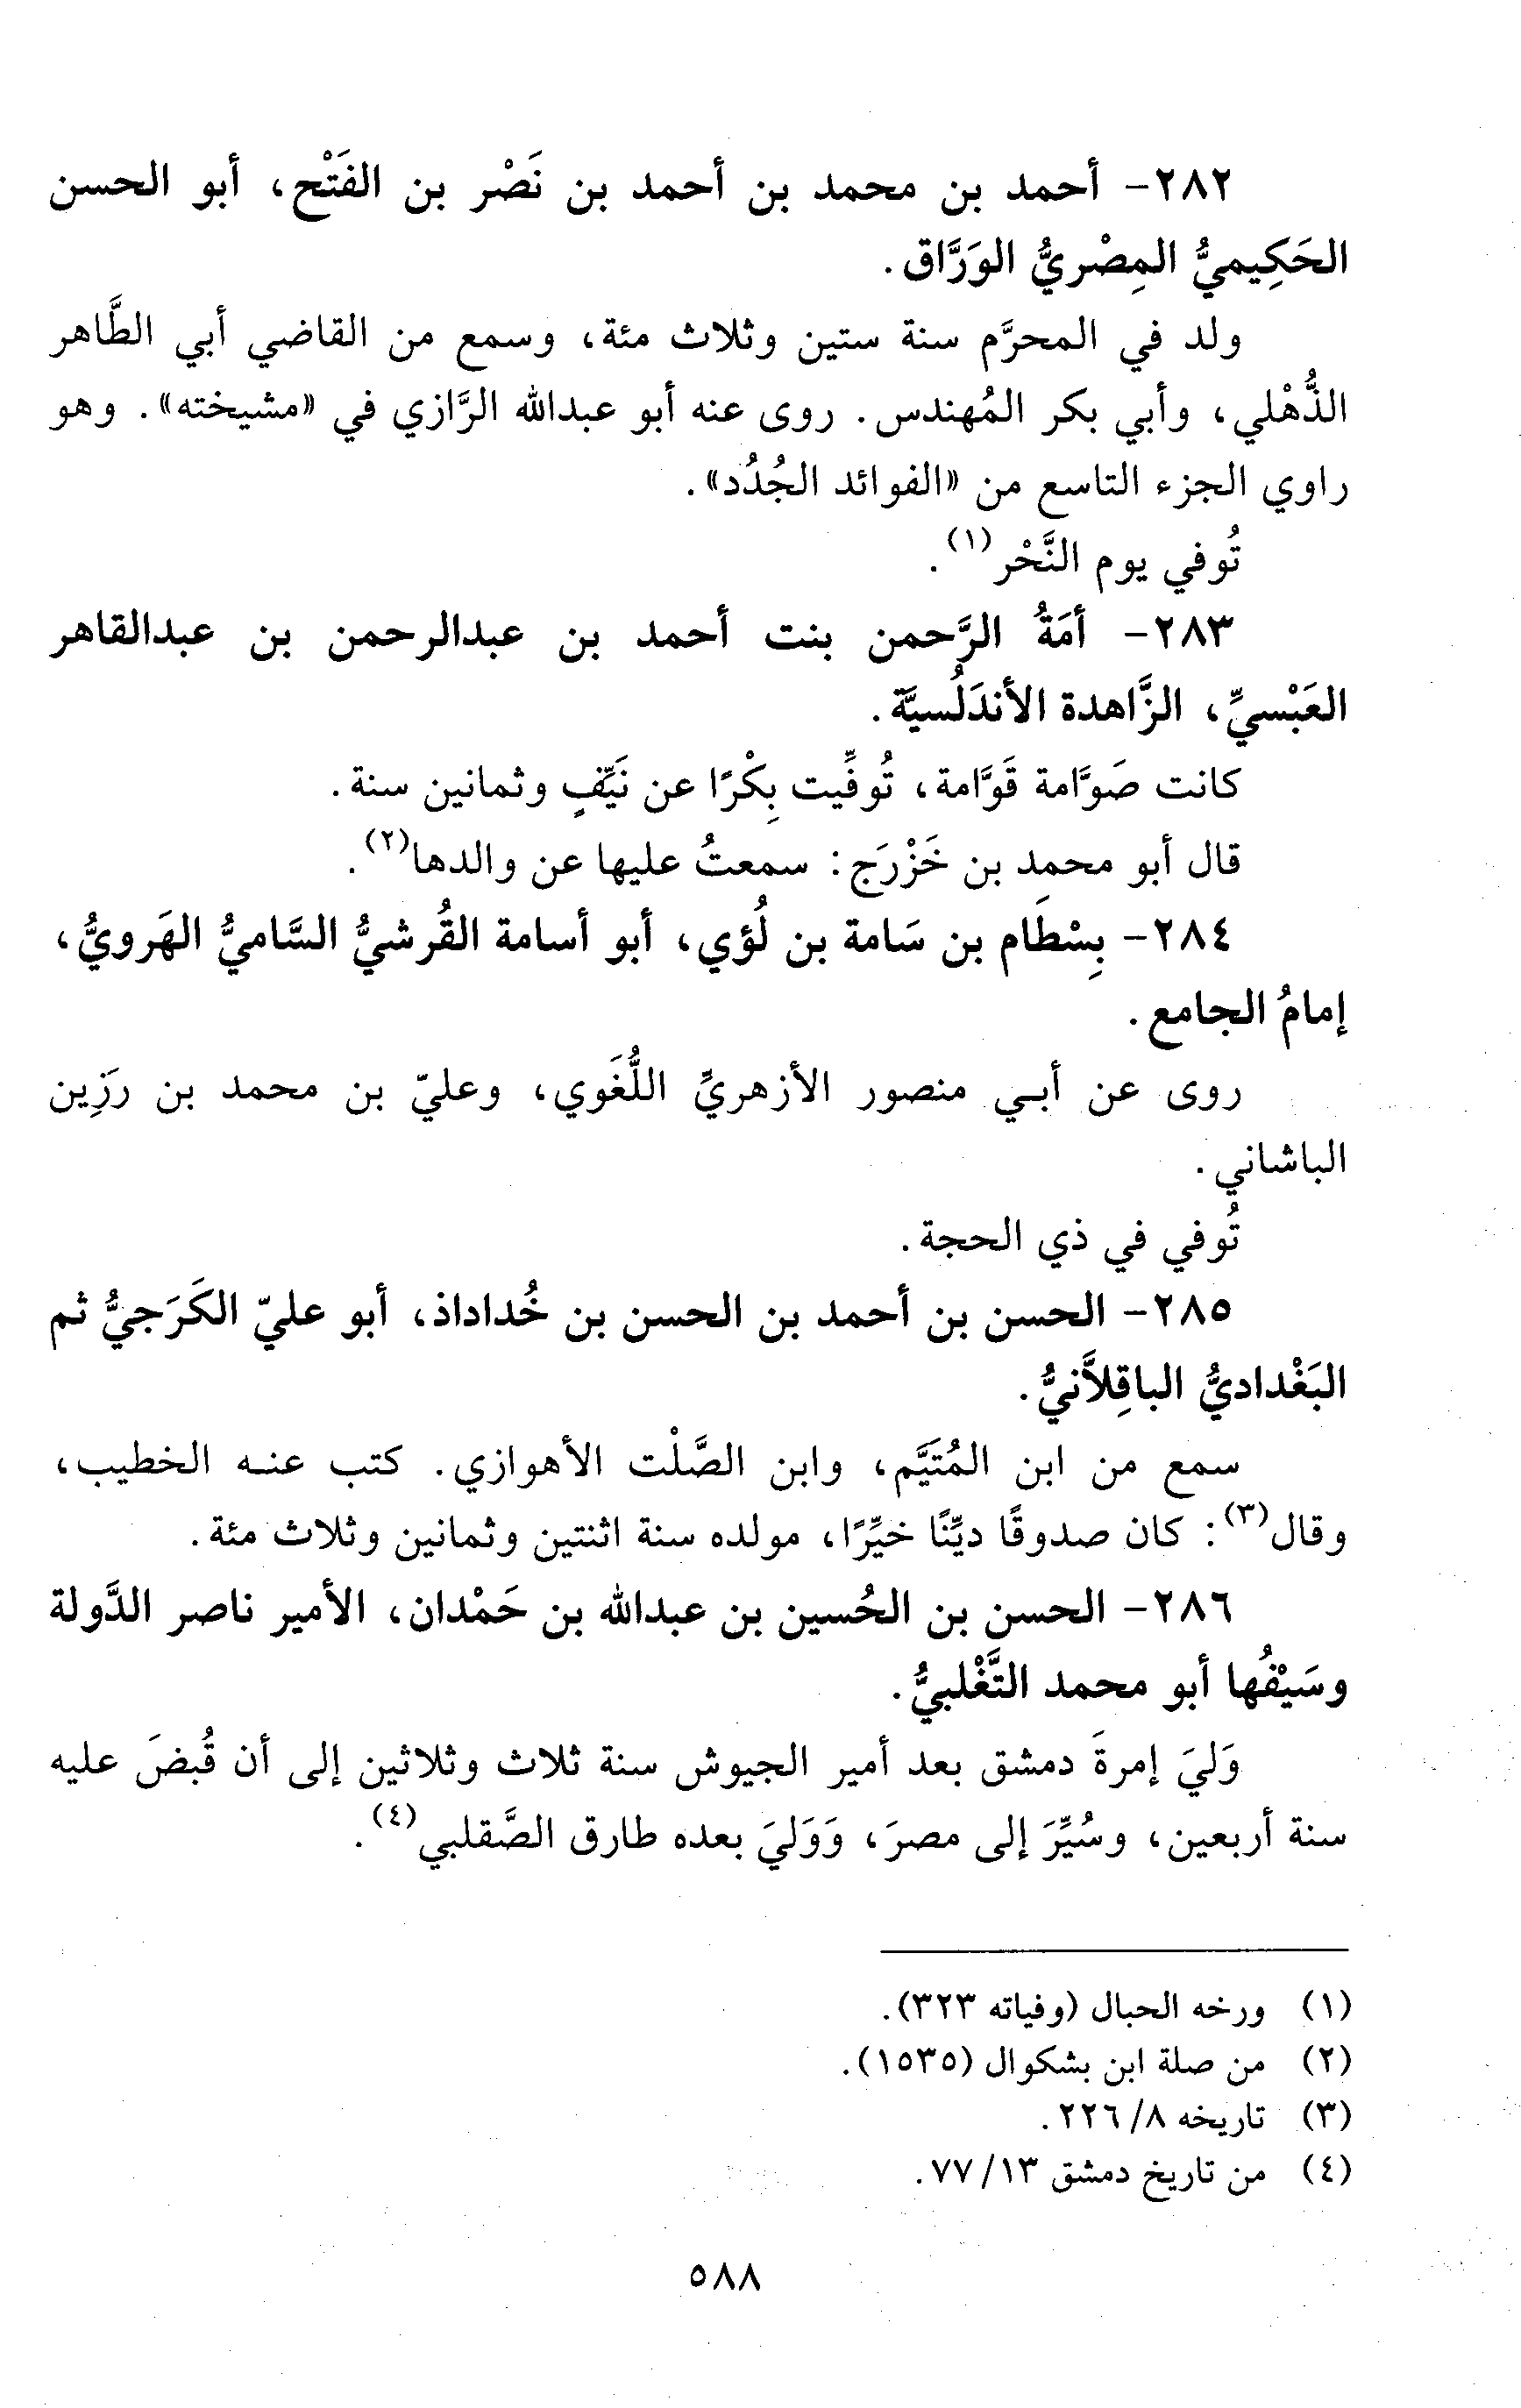 ٢٨٢- أحمد بن محمد بن أحمد بن نَصْر بن الفَتْح، أبو الحسن
الحَكِيميُّ المِصْريُّ الورَّاق.
ولد في المحرَّم سنة ستين وثلاث مئة، وسمع من القاضي أبي الطَّاهر
الذُّهْلي، وأبي بكر المُهندس. روى عنه أبو عبدالله الرَّازي في «مشيخته». وهو
راوي الجزء التاسع من «الفوائد الجُدُد».
تُوفي يوم النَّحْر(١).
٢٨٣- أمَةُ الرَّحمن بنت أحمد بن عبدالرحمن بن عبدالقاهر
العَبْسيِّ، الزَّاهدة الأندَلُسيَّة.
كانت صَوَّامة قَوَّامة، تُوفِّيت بِكْرًا عن نَيِّفٍ وثمانين سنة.
قال أبو محمد بن خَزْرَج: سمعتُ عليها عن والدها(٢).
٢٨٤- بِسْطَام بن سَامة بن لُؤي، أبو أسامة القُرشيُّ السَّاميُّ الهَرويُّ،
إمامُ الجامع.
روى عن أبي منصور الأزهريِّ اللُّغَوي، وعليّ بن محمد بن رَزِين
الباشاني.
تُوفي في ذي الحجة.
٢٨٥- الحسن بن أحمد بن الحسن بن خُداداذ، أبو عليّ الكَرَجيُّ ثم
البَغْداديُّ الباقِلاَّنيُّ.
سمع من ابن المُتَيَّم، وابن الصَّلْت الأهوازي. كتب عنه الخطيب،
وقال(٣): كان صدوقًا ديِّنًا خيِّرًا، مولده سنة اثنتين وثمانين وثلاث مئة.
٢٨٦- الحسن بن الحُسين بن عبدالله بن حَمْدان، الأمير ناصر الدَّولة
وسَيْفُها أبو محمد التَّغْلبيُّ.
وَليَ إمرةَ دمشق بعد أمير الجيوش سنة ثلاث وثلاثين إلى أن قُبضَ عليه
سنة أربعين، وسُيِّرَ إلى مصرَ، وَوَليَ بعده طارق الصَّقلبي(٤).
(١) ورخه الحبال (وفياته ٣٢٣).
(٢) من صلة ابن بشكوال (١٥٣٥).
(٣) تاريخه ٨/ ٢٢٦.
(٤) من تاريخ دمشق ١٣/ ٧٧.
٥٨٨